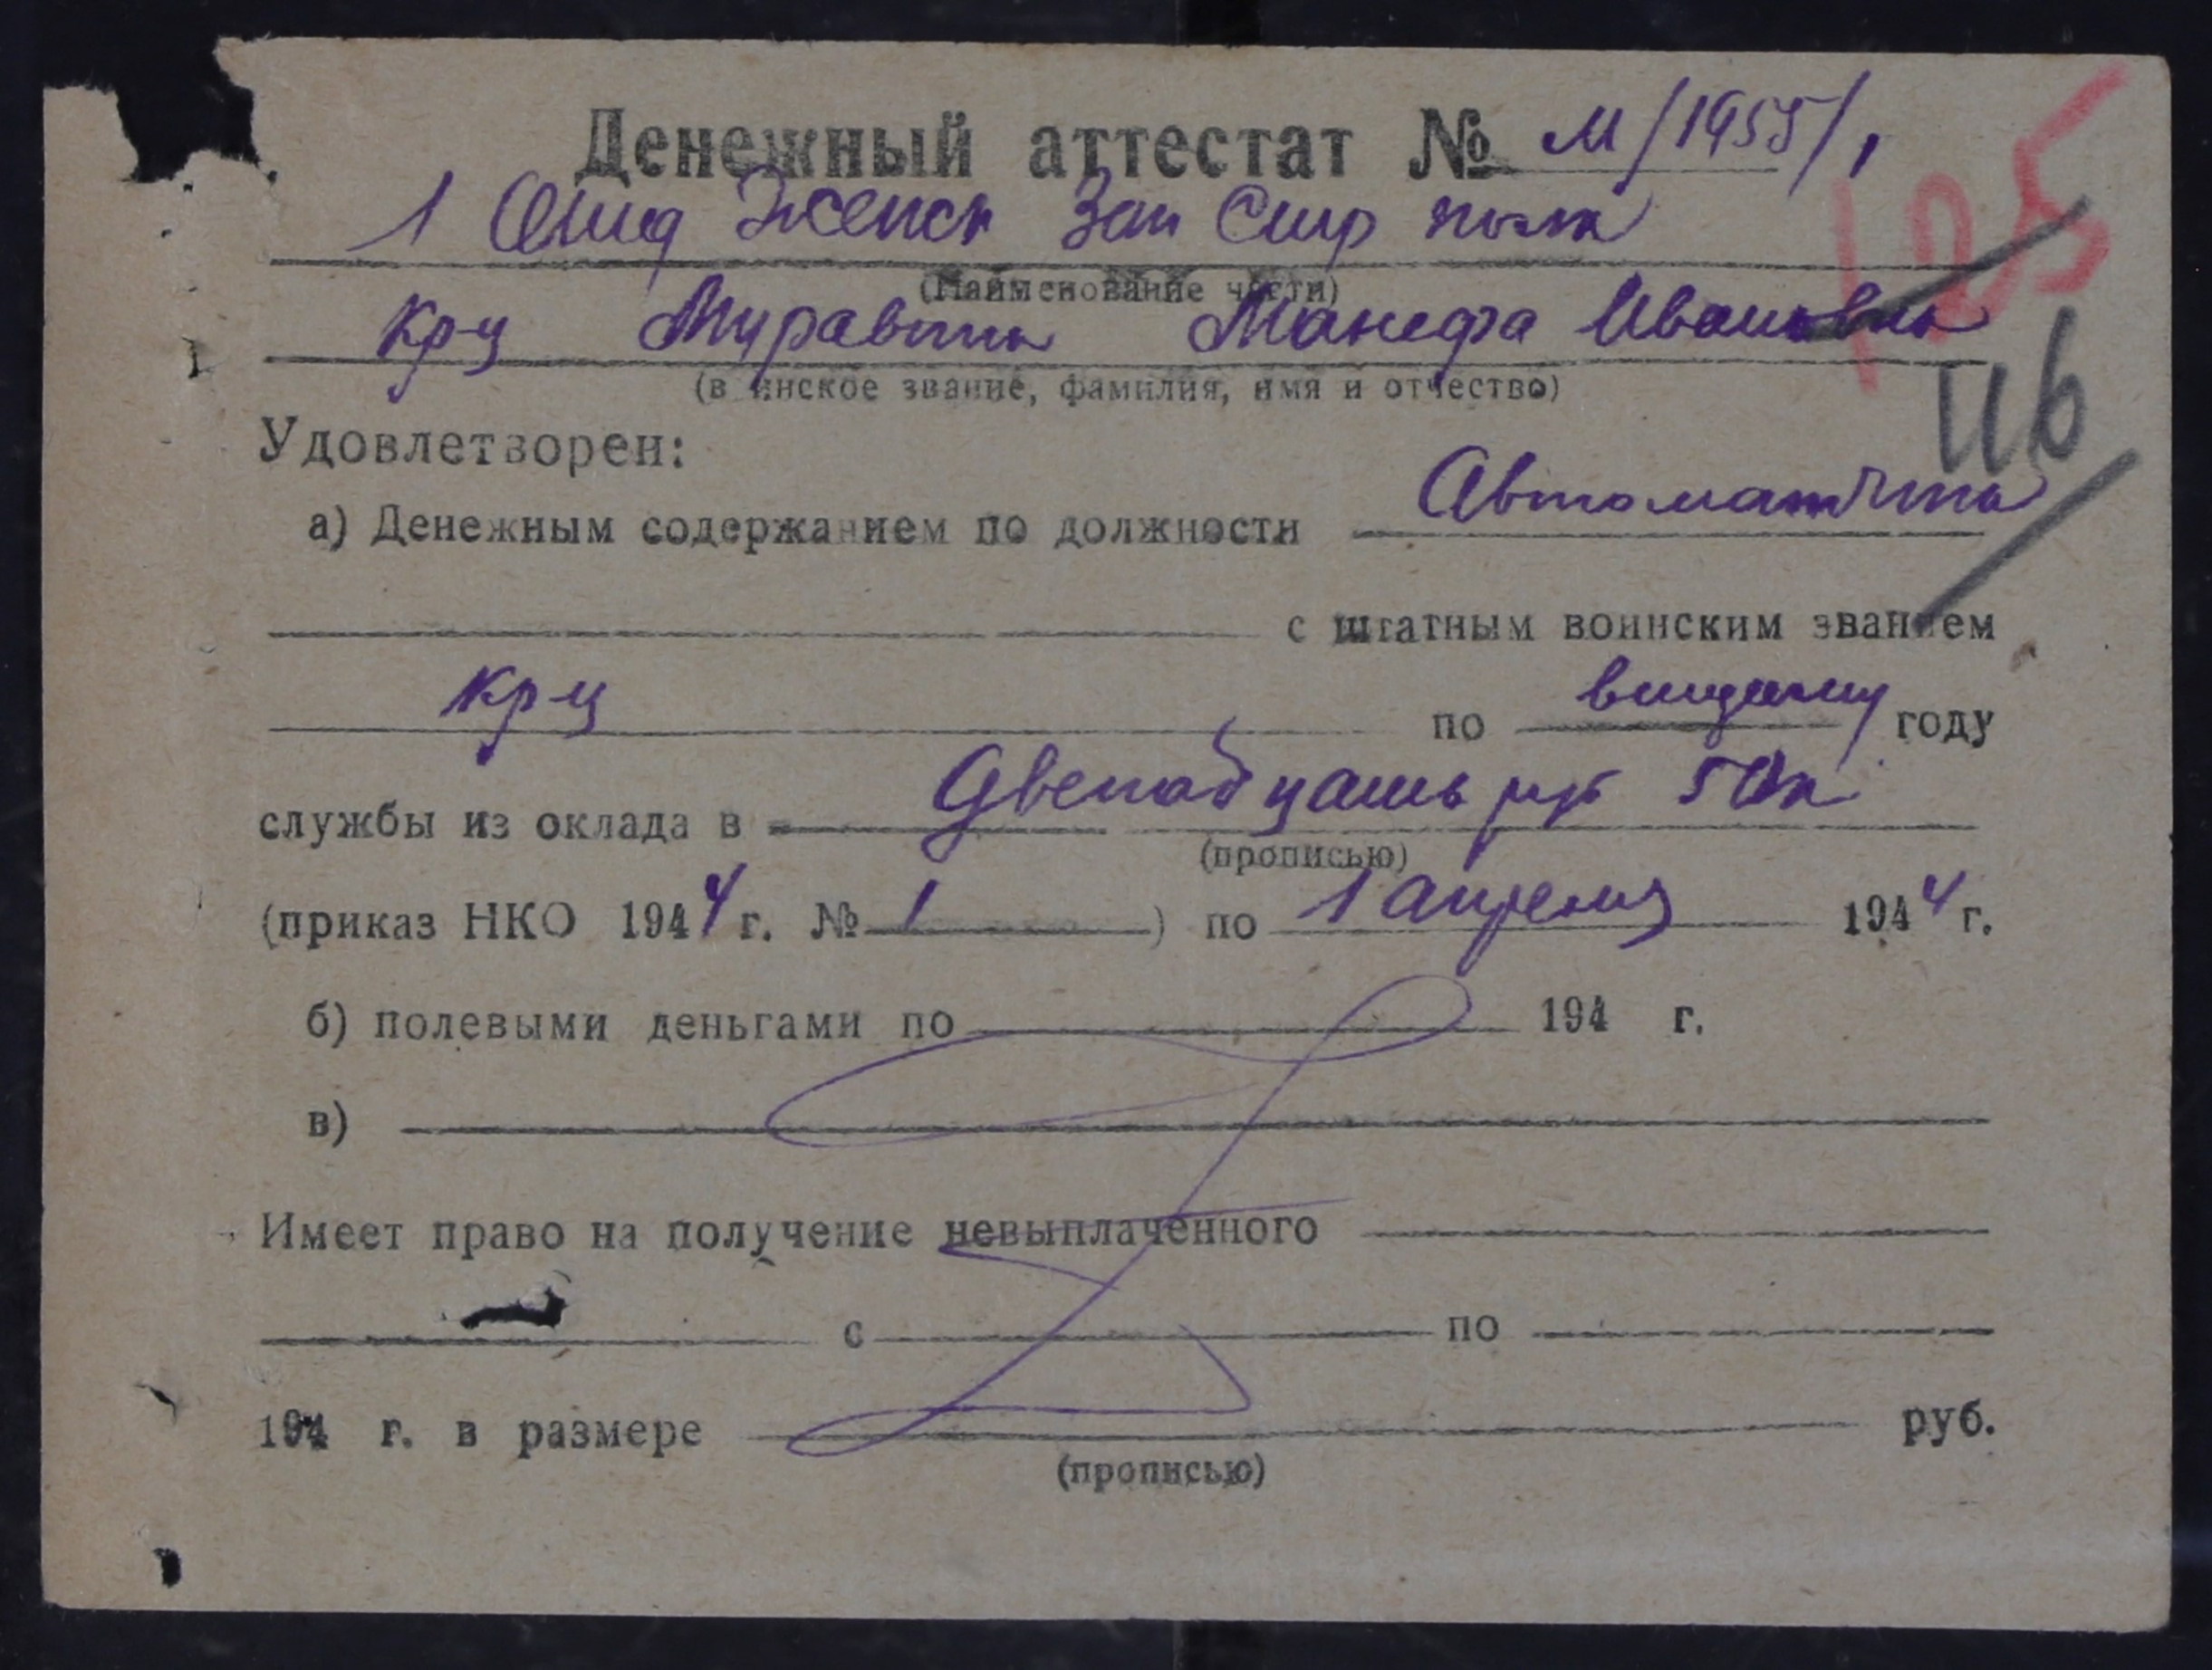 Денежный аттестат № М/1955/1
1 Отд Женск Зап Стр полк
(Наименование части)
кр-ц Манефа Ивановна
(воинское звание, фамилия, имя и отчество)
125
116
Удовлетворен:
а) Денежным содержанием по должности Автоматчика
с штатным воинским званием
кр-ц по году
службы из оклада в Двенадцать руб 50к
(прописью)
(приказ НКО 1944 г. № 1 ) по 1 апреля 1944 г.
б) полевыми деньгами по 194 г.
в)
Имеет право на получение невыплаченного
с по
194 г. в размере руб.
(прописью)